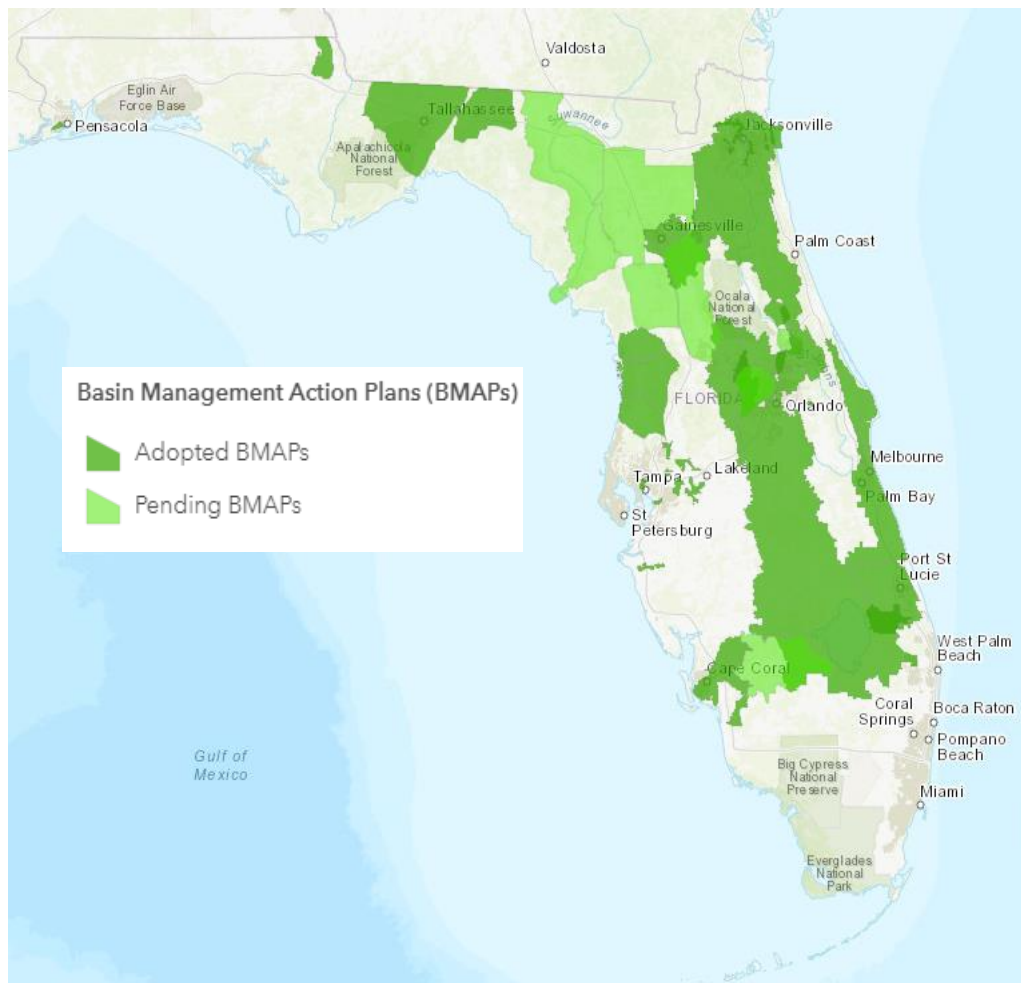 Valdosta
Eglin Air
Force Base
Pensacola
Tallahassee
Suwannee
Jacksonville
Apalachicola
National
Forest
Gainesville
Palm Coast
Ocala
National
Forest
St Johns
Basin Management Action Plans (BMAPs)
Adopted BMAPs
Pending BMAPs
FLORIDA
Orlando
Melbourne
Lakeland
Tampa
Palm Bay
St
Petersburg
Port St
Lucie
West Palm
Beach
Cape Coral
Coral
Springs
Boca Raton
Pompano
Beach
Gulf of
Mexico
Big Cypress
National
Preserve
Miami
Everglades
National
Park